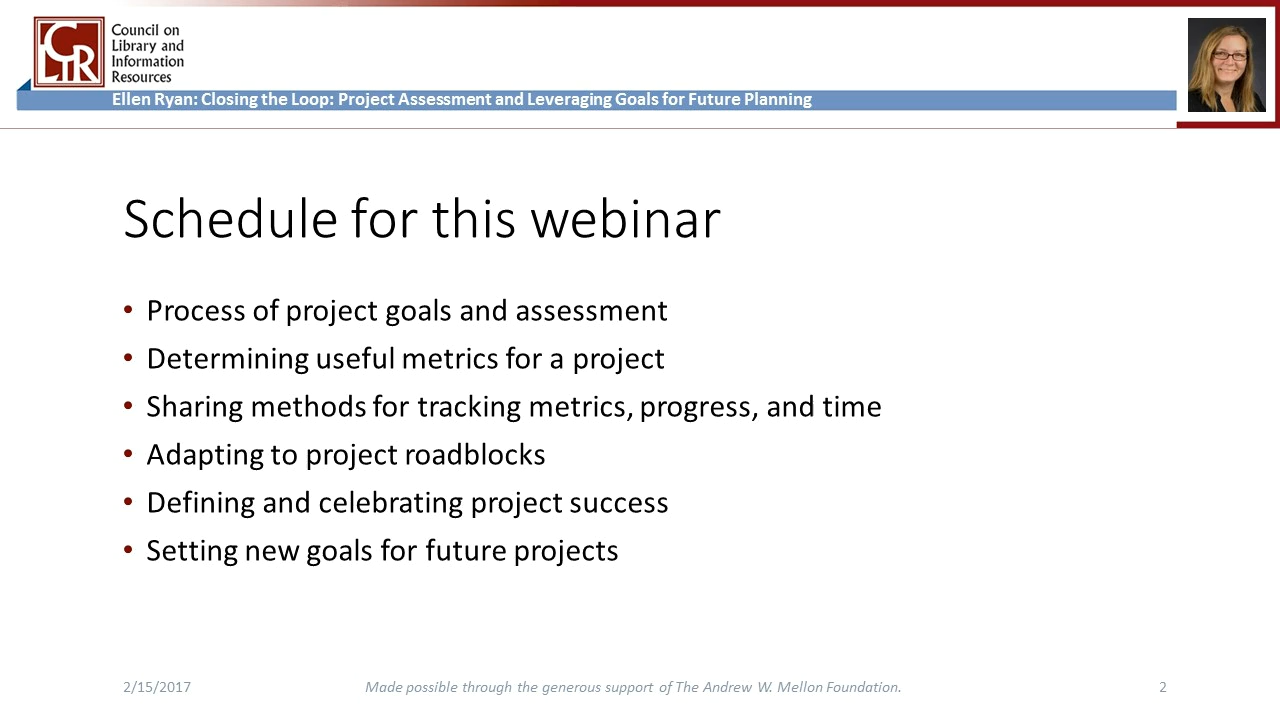 CLIR
Council on
Library and
Information
Resources
Ellen Ryan: Closing the Loop: Project Assessment and Leveraging Goals for Future Planning
Schedule for this webinar
• Process of project goals and assessment
• Determining useful metrics for a project
• Sharing methods for tracking metrics, progress, and time
• Adapting to project roadblocks
• Defining and celebrating project success
• Setting new goals for future projects
2/15/2017
Made possible through the generous support of The Andrew W. Mellon Foundation.
2